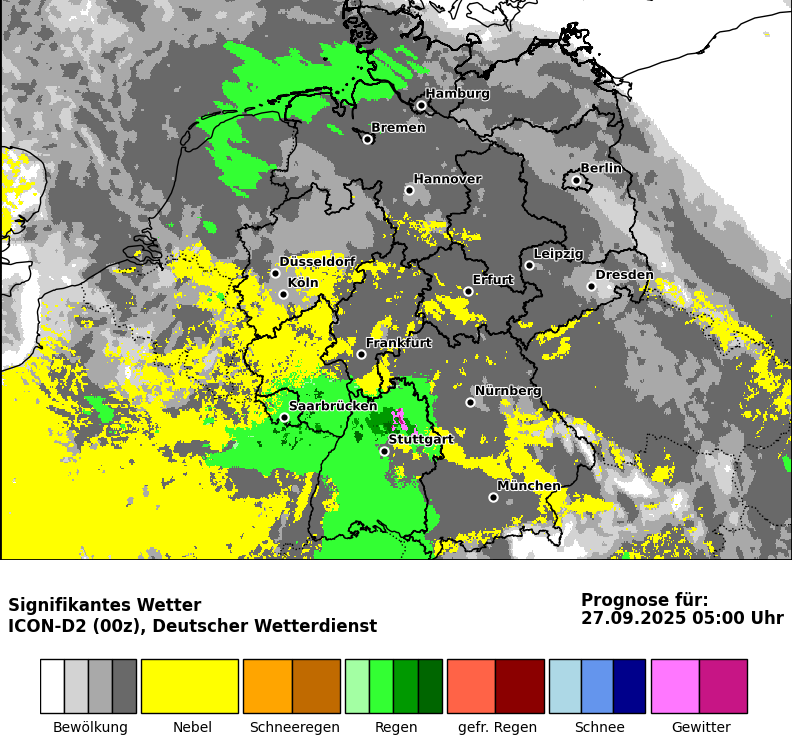 Hamburg
Bremen
Berlin
Hannover
Leipzig
Düsseldorf
Dresden
Köln
Erfurt
Frankfurt
Nürnberg
Saarbrücken
Stuttgart
München
Signifikantes Wetter
ICON-D2 (00z), Deutscher Wetterdienst
Prognose für:
27.09.2025 05:00 Uhr
Bewölkung Nebel Schneeregen Regen gefr. Regen Schnee Gewitter